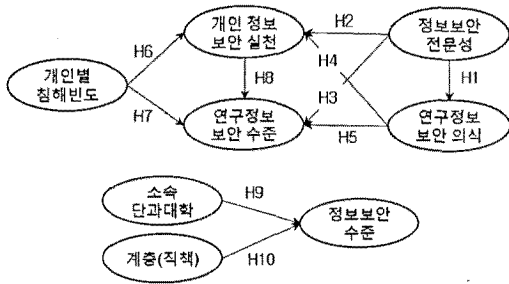 개인 정보
보안 실천
H2
정보보안
전문성
H6
H4
H8
H1
개인별
침해빈도
H3
H7
연구정보
보안 수준
H5
연구정보
보안 의식
소속
단과대학
H9
정보보안
수준
계층(직책)
H10